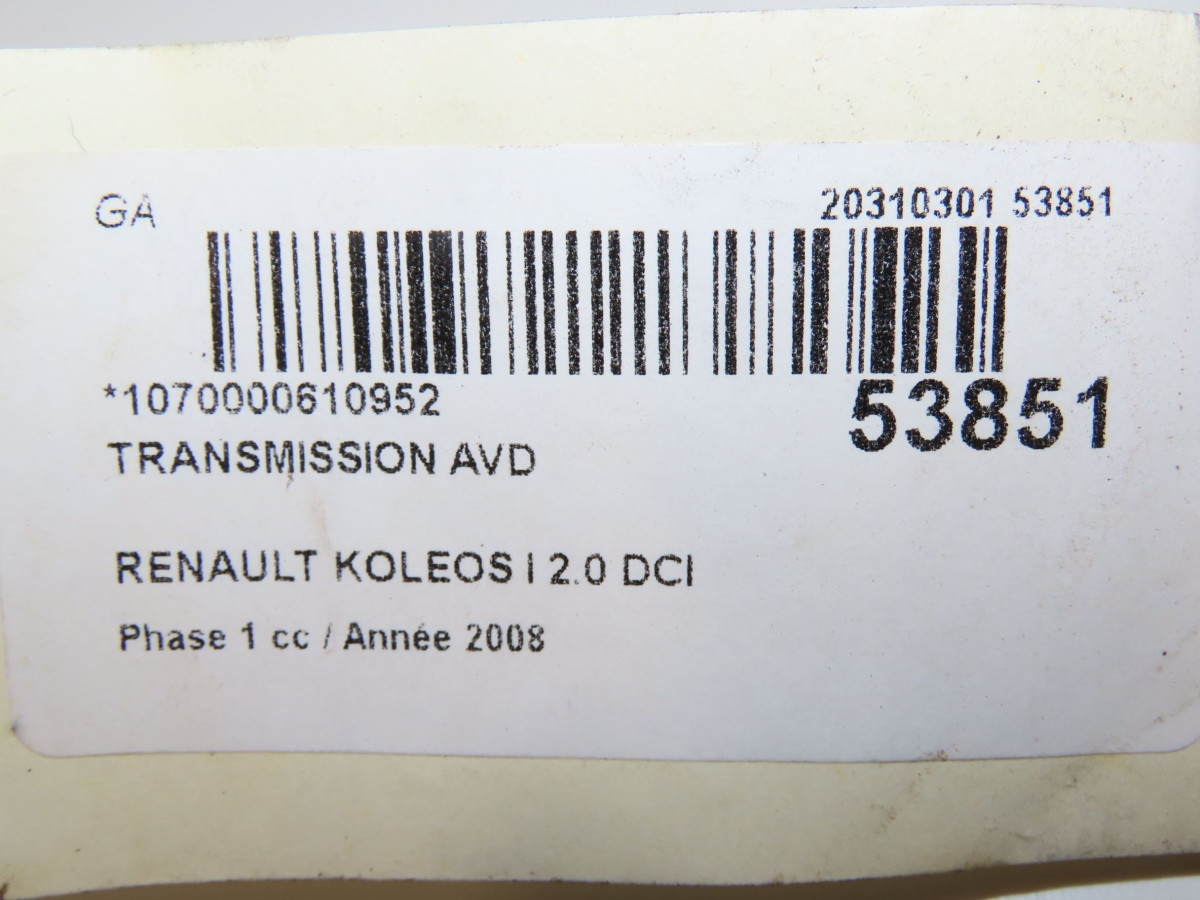 GA 20310301 53851
*1070000610952 53851
TRANSMISSION AVD
RENAULT KOLEOS I 2.0 DCI
Phase 1 cc / Année 2008